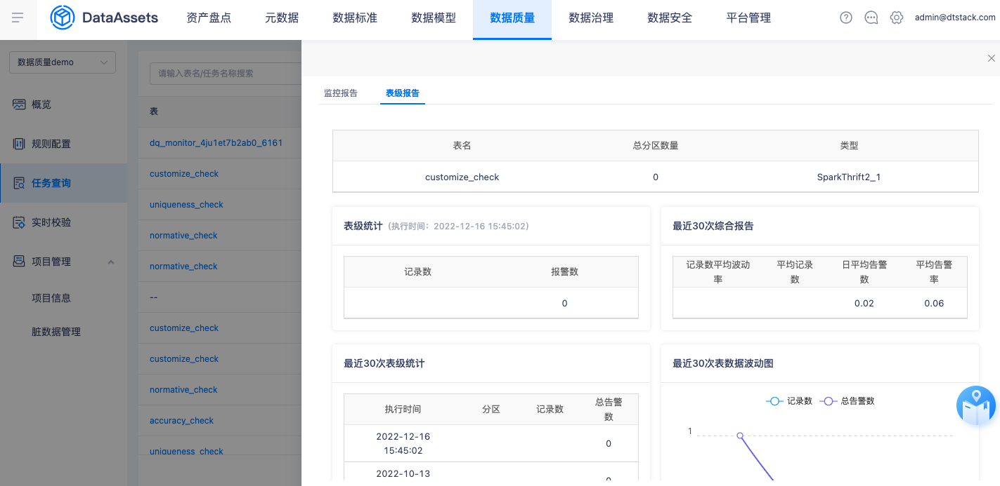 DataAssets
资产盘点
元数据
数据标准
数据模型
数据质量
数据治理
数据安全
平台管理
admin@dtstack.com
数据质量demo
概览
规则配置
任务查询
实时校验
项目管理
项目信息
脏数据管理
请输入表名/任务名称搜索
表
dq_monitor_4ju1et7b2ab0_6161
customize_check
uniqueness_check
normative_check
normative_check
--
customize_check
customize_check
normative_check
accuracy_check
uniqueness_check
监控报告
表级报告
表名 总分区数量 类型
customize_check 0 SparkThrift2_1
表级统计 (执行时间：2022-12-16 15:45:02)
记录数 报警数
0
最近30次综合报告
记录数平均波动 平均记录 日平均告警 平均告警
率 数 数 率
0.02 0.06
最近30次表级统计
执行时间 分区 记录数 总告警
数
2022-12-16
15:45:02 0
2022-10-13
0
最近30次表数据波动图
记录数 总告警数
1